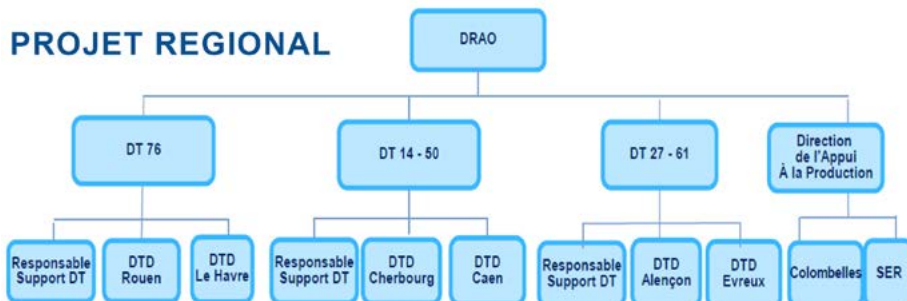 PROJET REGIONAL
DRAO
DT 76
DT 14 - 50
DT 27 - 61
Direction
de l'Appui
À la Production
Responsable
Support DT
DTD
Rouen
DTD
Le Havre
Responsable
Support DT
DTD
Cherbourg
DTD
Caen
Responsable
Support DT
DTD
Alençon
DTD
Evreux
Colombelles
SER